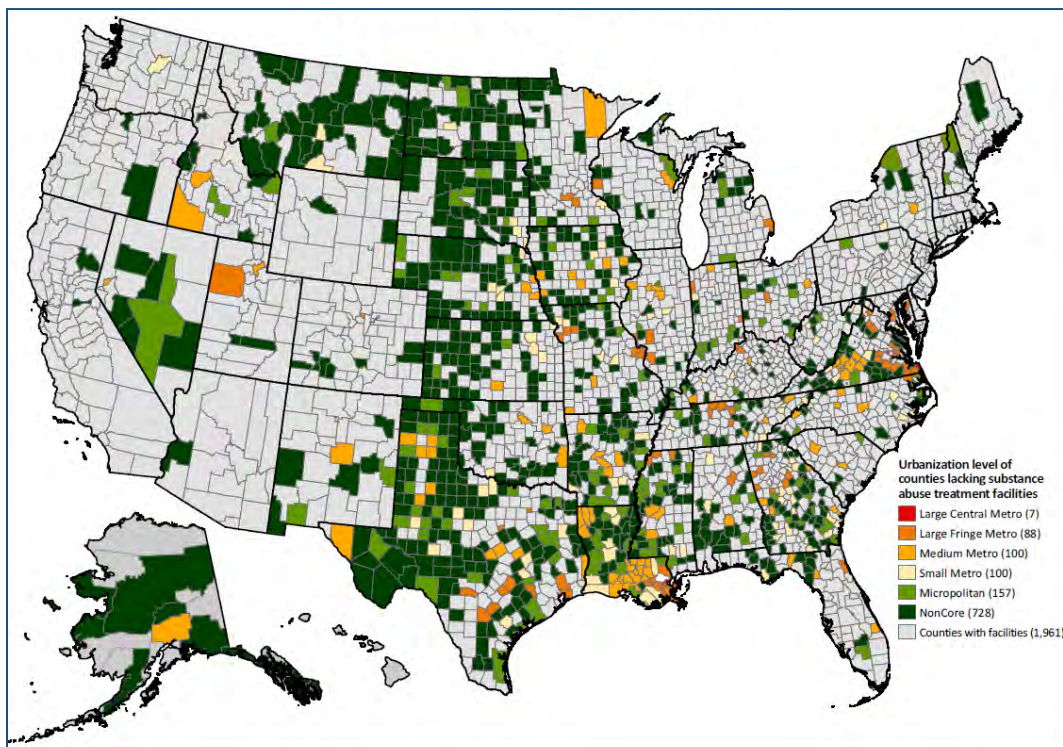 Urbanization level of
counties lacking substance
abuse treatment facilities
Large Central Metro (7)
Large Fringe Metro (88)
Medium Metro (100)
Small Metro (100)
Micropolitan (157)
NonCore (728)
Counties with facilities (1,961)